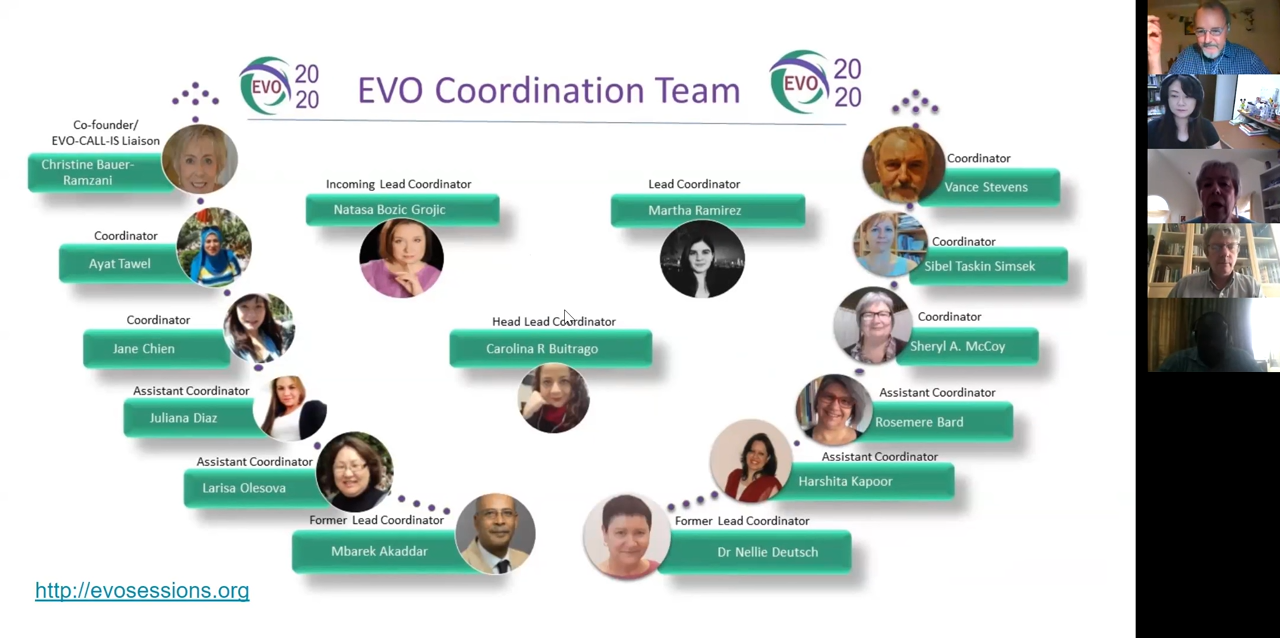 EVO
20
20
EVO Coordination Team
EVO
20
20
Co-founder/
EVO-CALL-IS Liaison
Christine Bauer-
Ramzani
Incoming Lead Coordinator
Natasa Bozic Grojic
Lead Coordinator
Martha Ramirez
Coordinator
Vance Stevens
Coordinator
Ayat Tawel
Coordinator
Sibel Taskin Simsek
Coordinator
Jane Chien
Head Lead Coordinator
Carolina R Buitrago
Coordinator
Sheryl A. McCoy
Assistant Coordinator
Juliana Diaz
Assistant Coordinator
Rosemere Bard
Assistant Coordinator
Larisa Olesova
Assistant Coordinator
Harshita Kapoor
Former Lead Coordinator
Mbarek Akaddar
Former Lead Coordinator
Dr Nellie Deutsch
http://evosessions.org